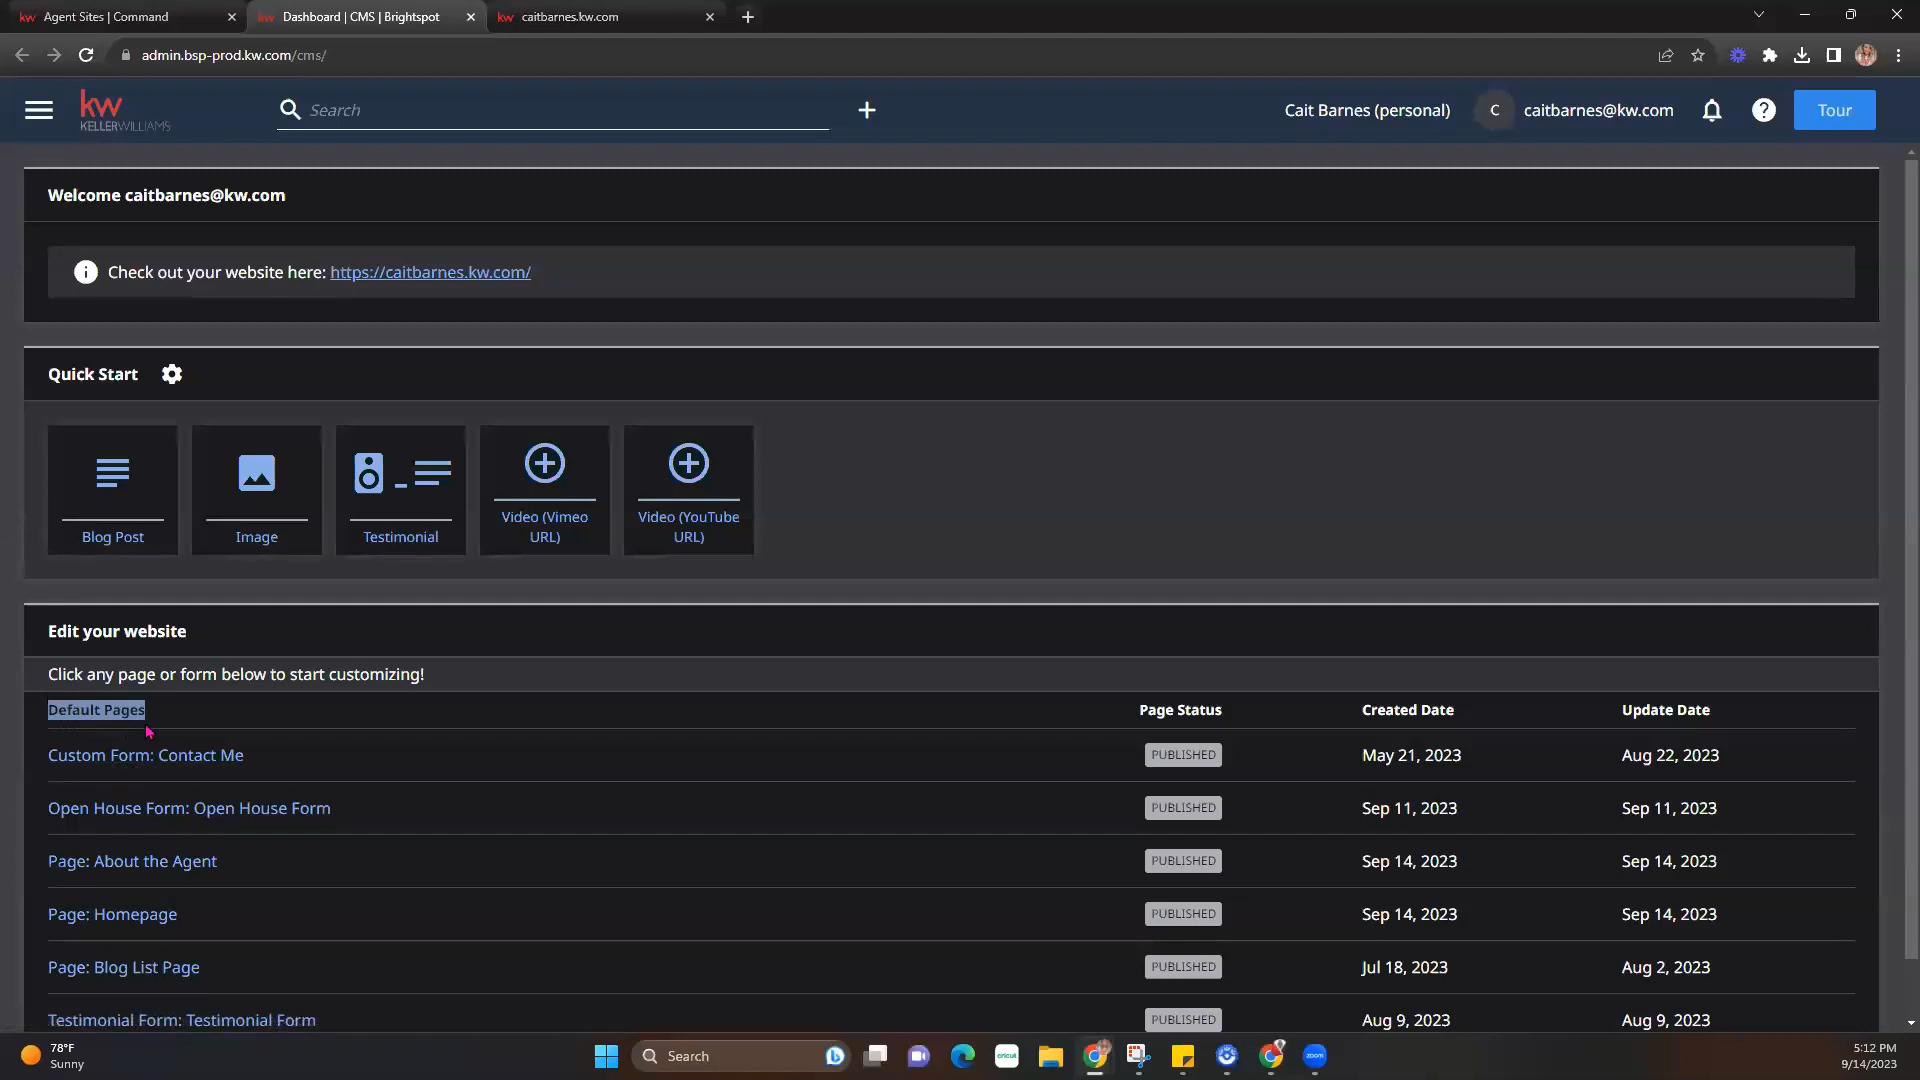 Agent Sites | Command
Dashboard | CMS | Brightspot
caitbarnes.kw.com
admin.bsp-prod.kw.com/cms/
kw
KELLERWILLIAMS
Search
Cait Barnes (personal)
C
caitbarnes@kw.com
Tour
Welcome caitbarnes@kw.com
Check out your website here: https://caitbarnes.kw.com/
Quick Start
Blog Post
Image
Testimonial
Video (Vimeo
URL)
Video (YouTube
URL)
Edit your website
Click any page or form below to start customizing!
Default Pages Page Status Created Date Update Date
Custom Form: Contact Me PUBLISHED May 21, 2023 Aug 22, 2023
Open House Form: Open House Form PUBLISHED Sep 11, 2023 Sep 11, 2023
Page: About the Agent PUBLISHED Sep 14, 2023 Sep 14, 2023
Page: Homepage PUBLISHED Sep 14, 2023 Sep 14, 2023
Page: Blog List Page PUBLISHED Jul 18, 2023 Aug 2, 2023
Testimonial Form: Testimonial Form PUBLISHED Aug 9, 2023 Aug 9, 2023
78°F
Sunny
Search
cricut
zoom
5:12 PM
9/14/2023